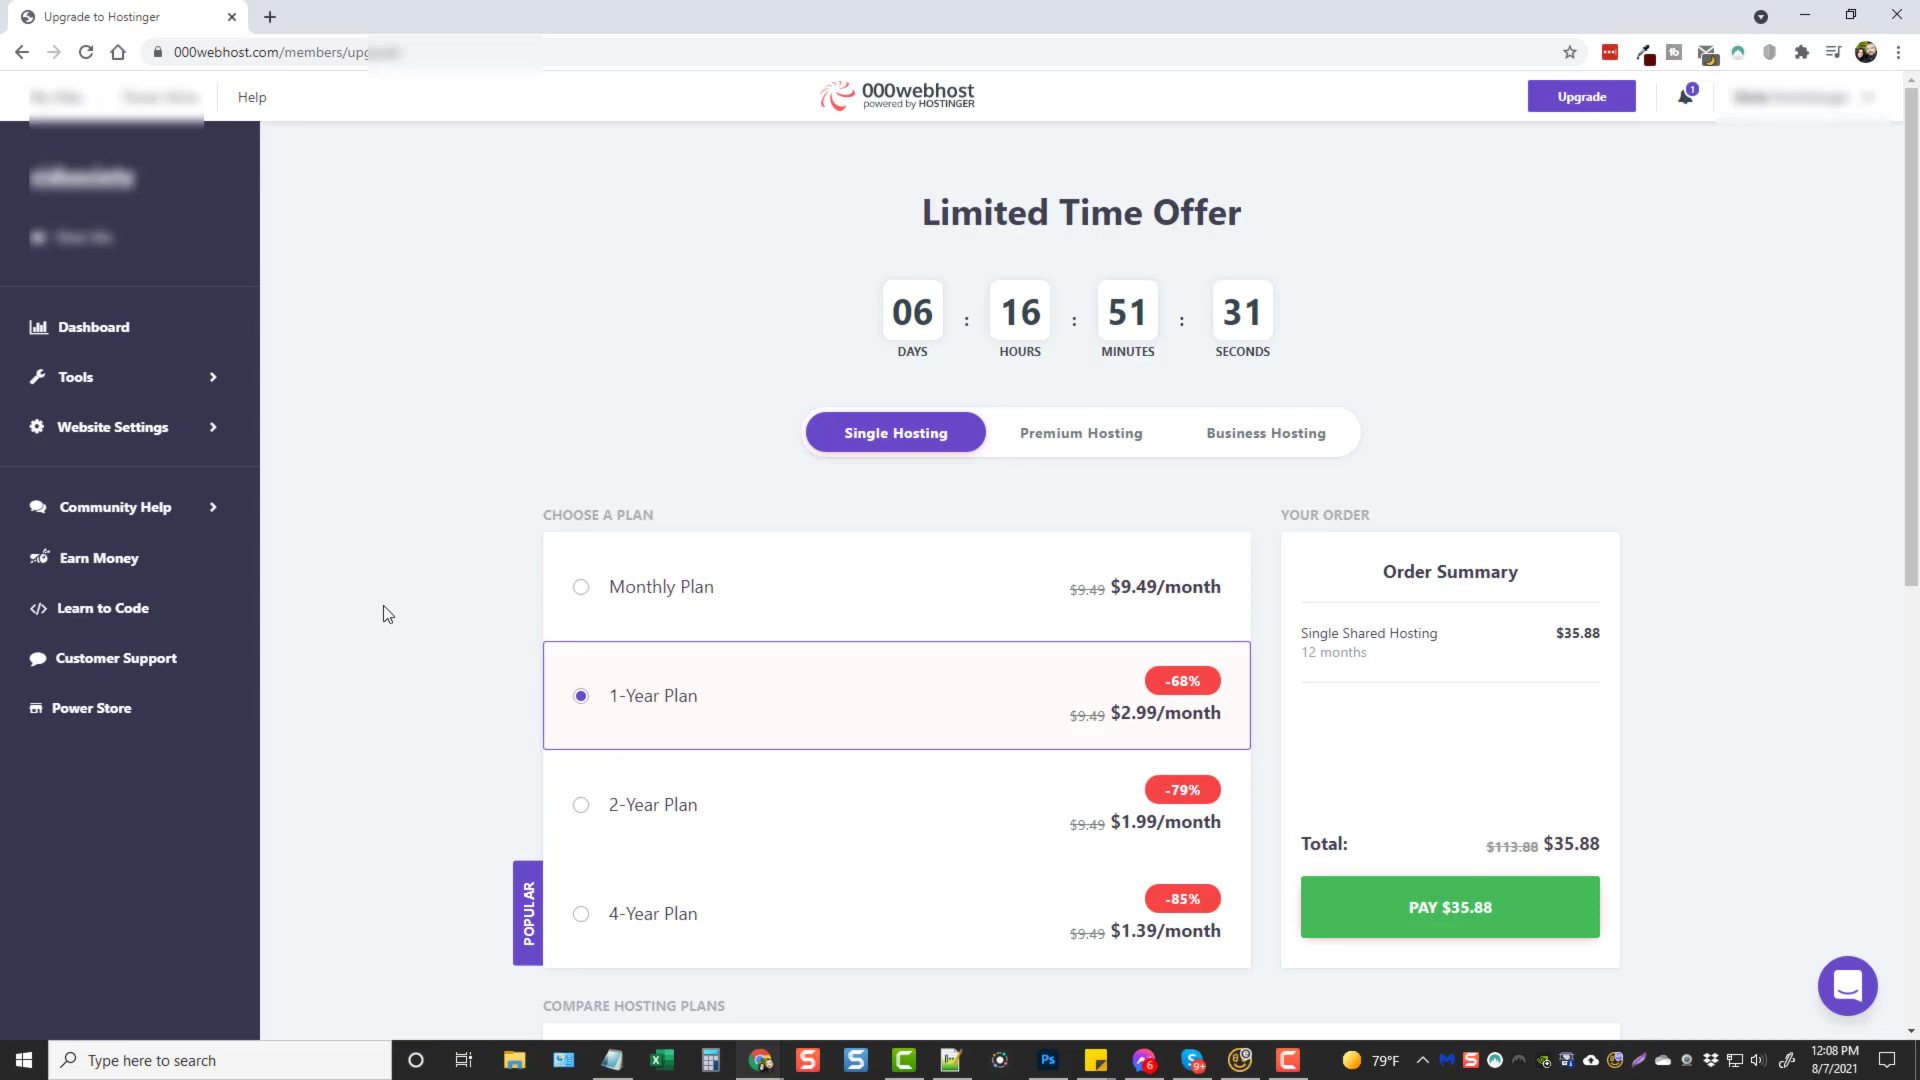 Upgrade to Hostinger
000webhost.com/members/upg
Help
000webhost
powered by HOSTINGER
Upgrade
1
Dashboard
Tools
Website Settings
Community Help
Earn Money
Learn to Code
Customer Support
Power Store
Limited Time Offer
06 : 16 : 51 : 31
DAYS HOURS MINUTES SECONDS
Single Hosting Premium Hosting Business Hosting
CHOOSE A PLAN
Monthly Plan $9.49 $9.49/month
-68%
1-Year Plan $9.49 $2.99/month
-79%
2-Year Plan $9.49 $1.99/month
POPULAR
-85%
4-Year Plan $9.49 $1.39/month
COMPARE HOSTING PLANS
YOUR ORDER
Order Summary
Single Shared Hosting $35.88
12 months
Total: $113.88 $35.88
PAY $35.88
Type here to search
79°F
12:08 PM
8/7/2021